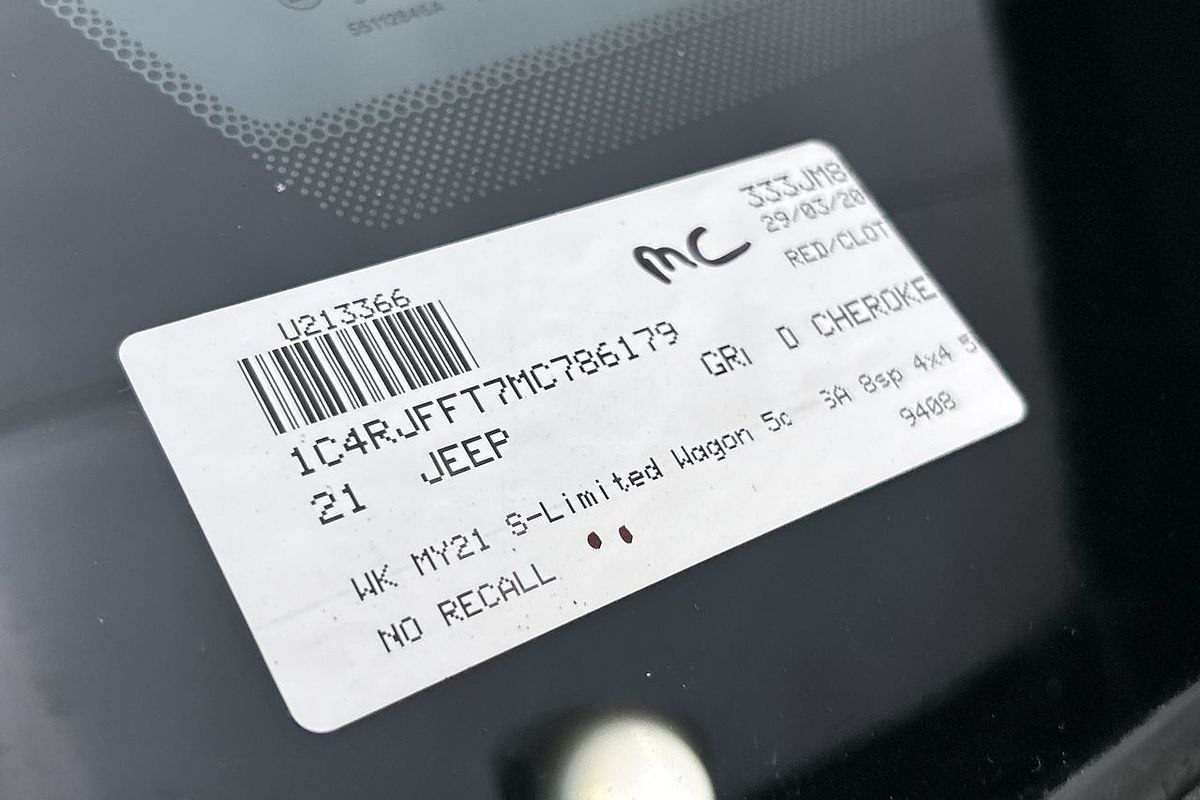 551128454
333JM8
MC
29/03/20
RED/CLOT
U213366
1C4RJFFT7MC786179
GR D CHEROKE
21 JEEP
WK MY21 S-Limited Wagon 3A 8sp 4x4 5
NO RECALL
9408